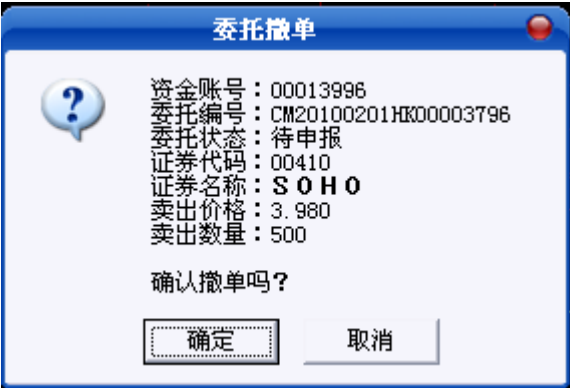 委托撤单
资金账号：00013996
委托编号：CM20100201HK00003796
委托状态：待申报
证券代码：00410
证券名称：ＳＯＨＯ
卖出价格：3.980
卖出数量：500
确认撤单吗？
确定
取消